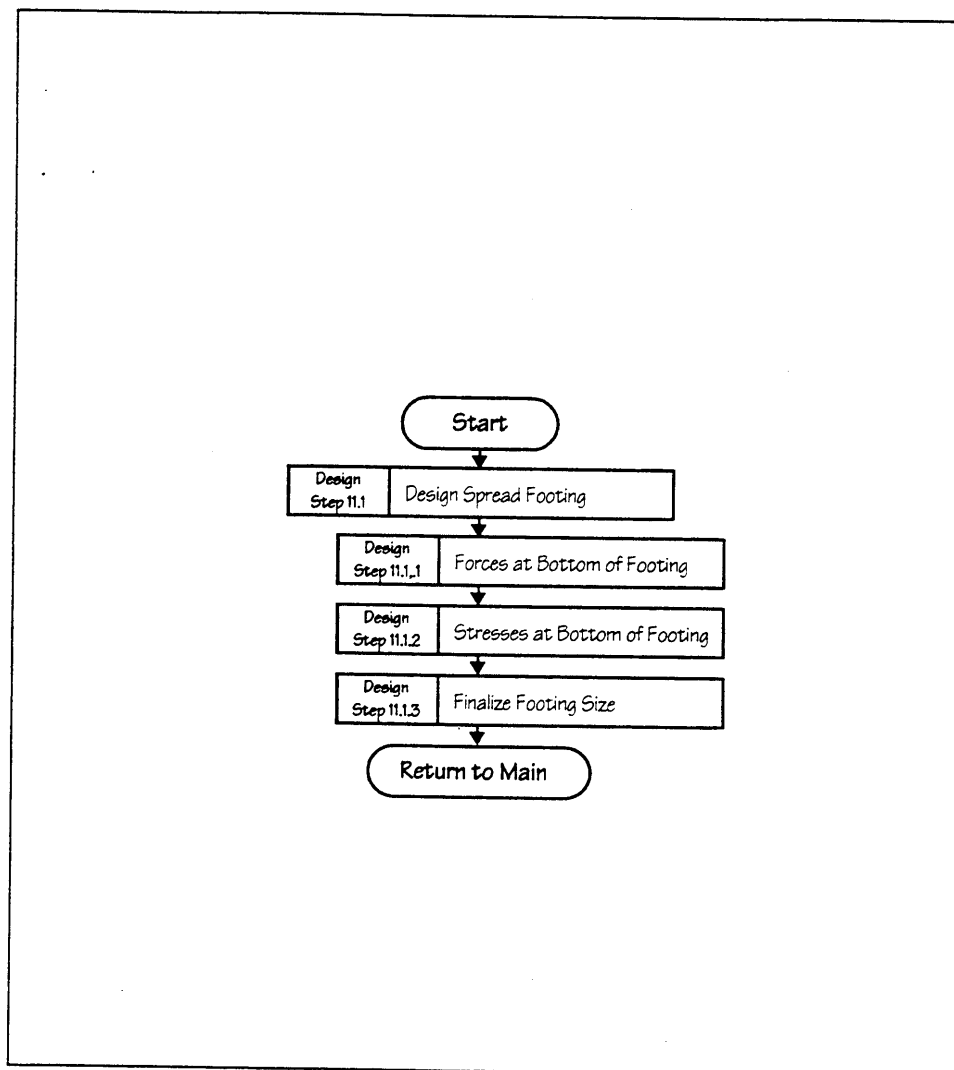 Start
Design
Step 11.1
Design Spread Footing
Design
Step 11.1.1
Forces at Bottom of Footing
Design
Step 11.1.2
Stresses at Bottom of Footing
Design
Step 11.1.3
Finalize Footing Size
Return to Main